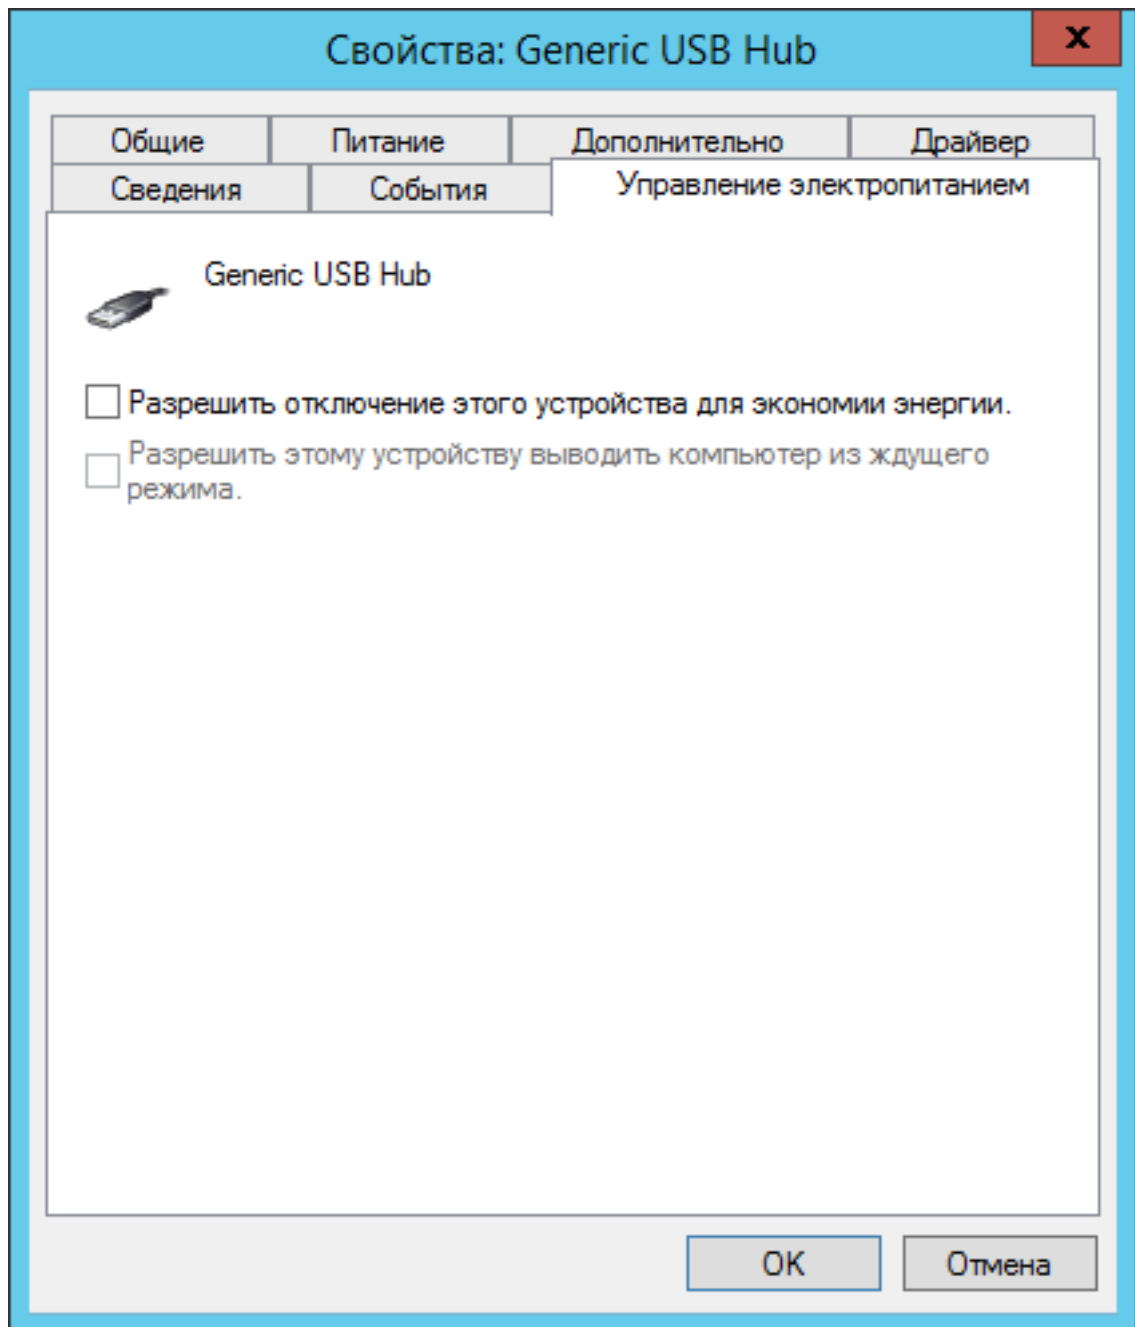 Свойства: Generic USB Hub
x
Общие Питание Дополнительно Драйвер
Сведения События Управление электропитанием
Generic USB Hub
Разрешить отключение этого устройства для экономии энергии.
Разрешить этому устройству выводить компьютер из ждущего
режима.
OK Отмена